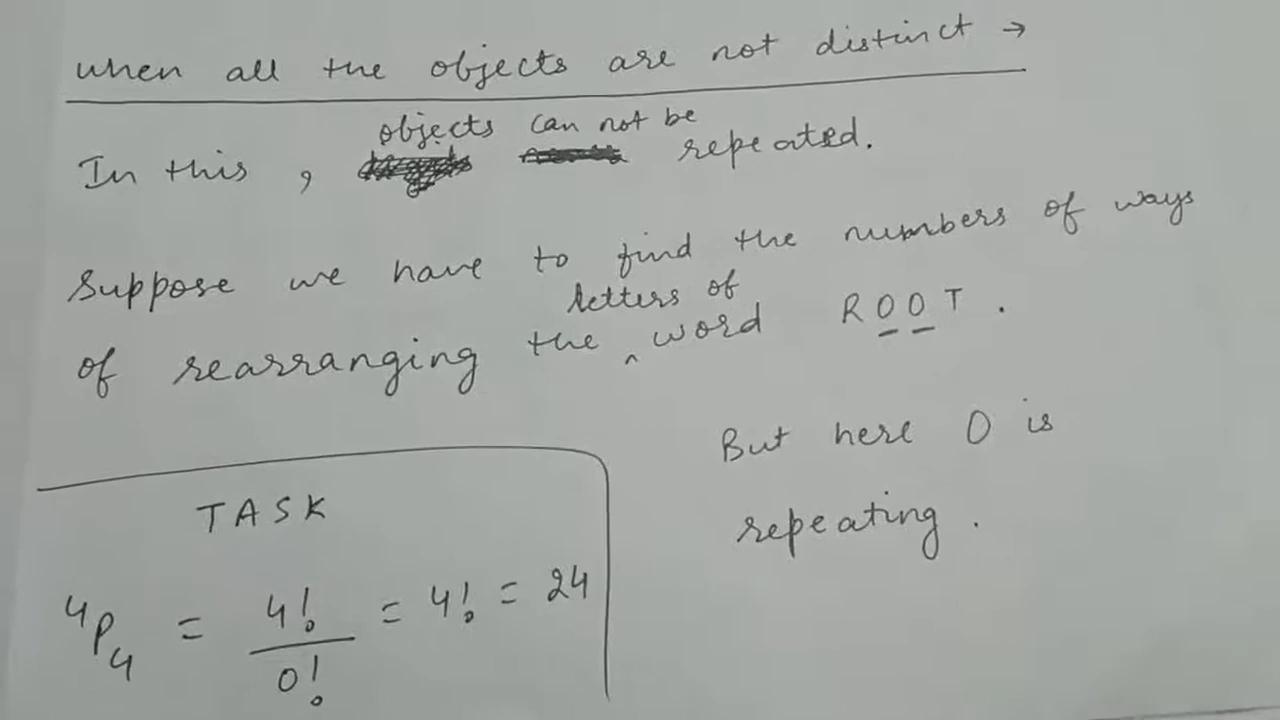 when all the objects are not distinct →
In this , objects can not be repeated.
Suppose we have to find the numbers of ways
of rearranging the letters of word ROOT .
But here O is
repeating .
TASK
⁴P₄ = 4!/0! = 4! = 24